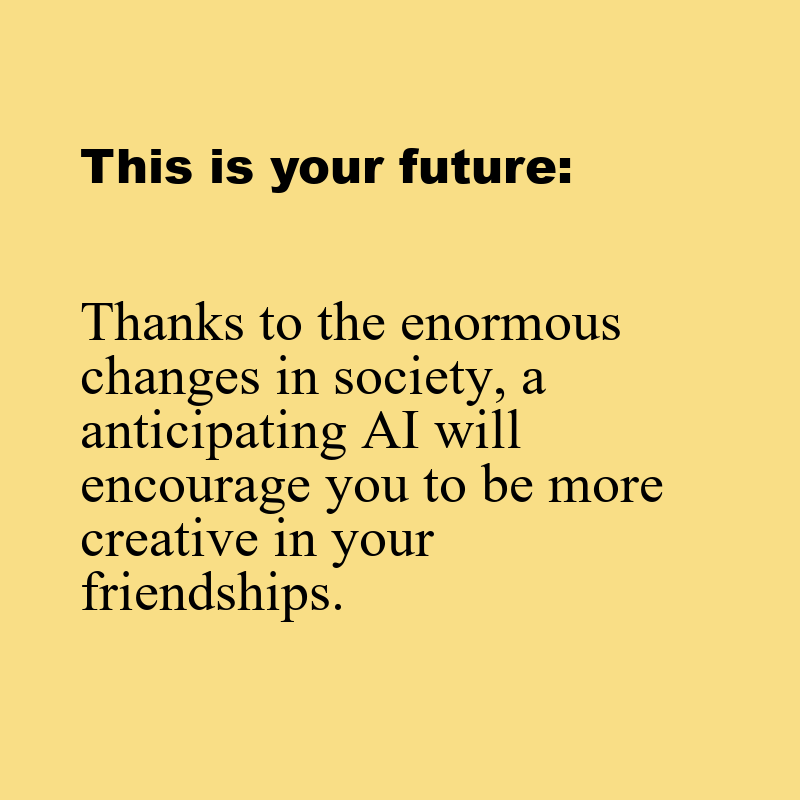 This is your future:
Thanks to the enormous
changes in society, a
anticipating AI will
encourage you to be more
creative in your
friendships.